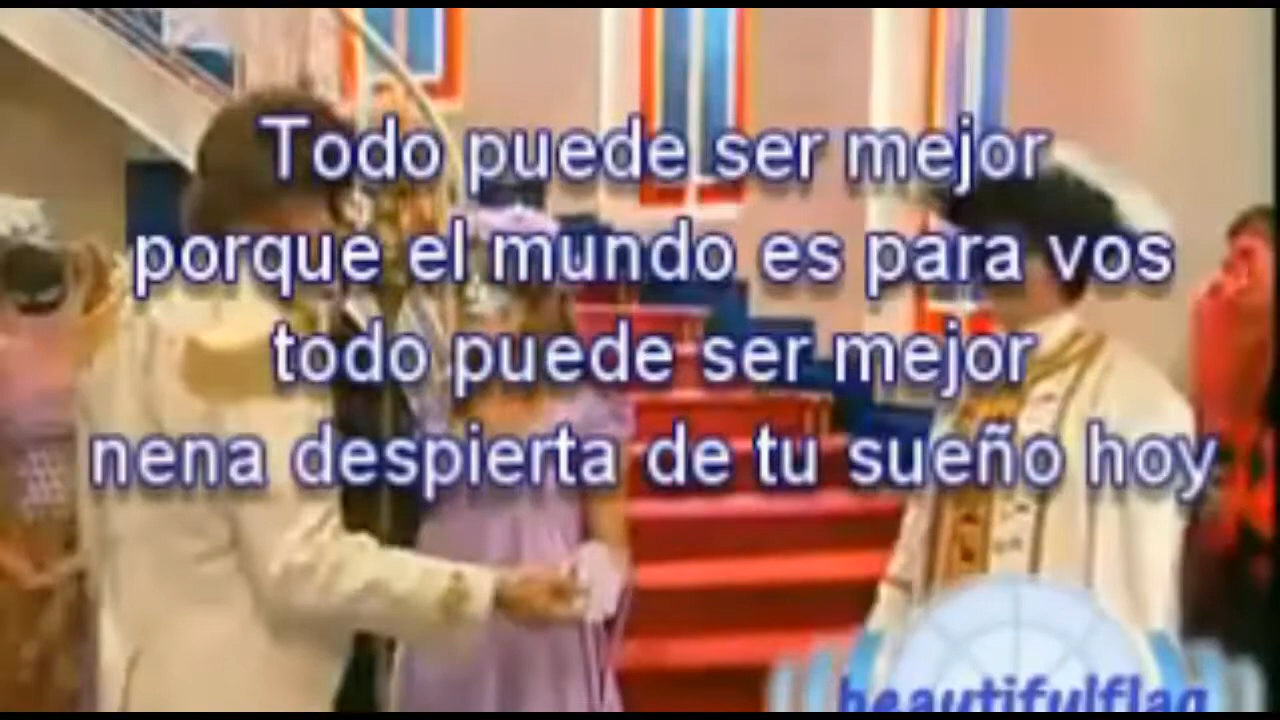 Todo puede ser mejor
porque el mundo es para vos
todo puede ser mejor
nena despierta de tu sueño hoy
beautifulflag